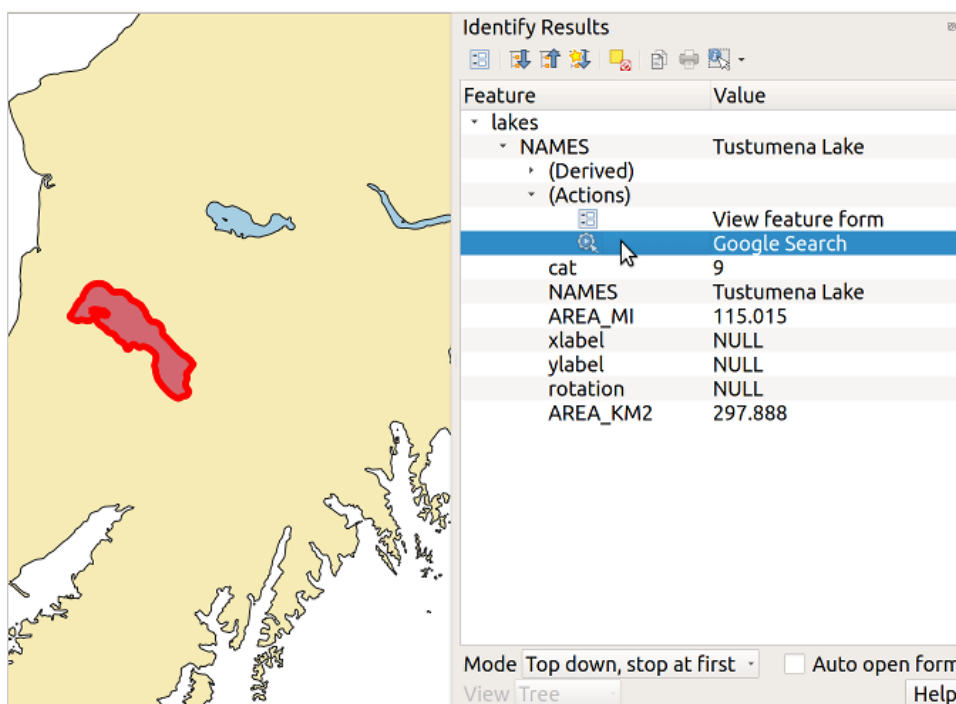 Identify Results
Feature Value
lakes
NAMES Tustumena Lake
(Derived)
(Actions)
View feature form
Google Search
cat 9
NAMES Tustumena Lake
AREA_MI 115.015
xlabel NULL
ylabel NULL
rotation NULL
AREA_KM2 297.888
Mode Top down, stop at first Auto open form
View Tree Help